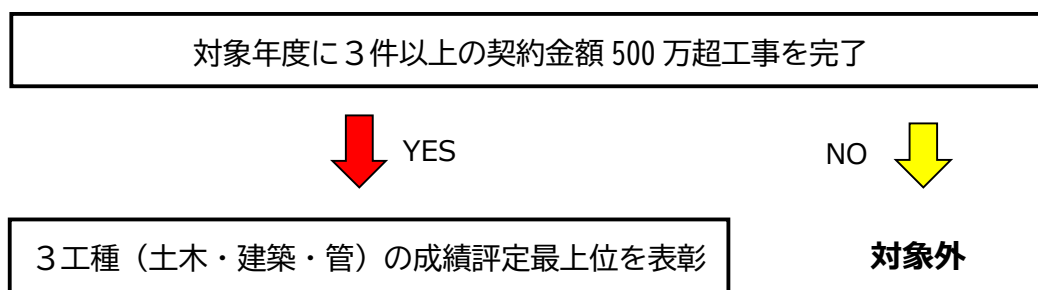 対象年度に３件以上の契約金額 500 万超工事を完了
YES
NO
３工種（土木・建築・管）の成績評定最上位を表彰
対象外